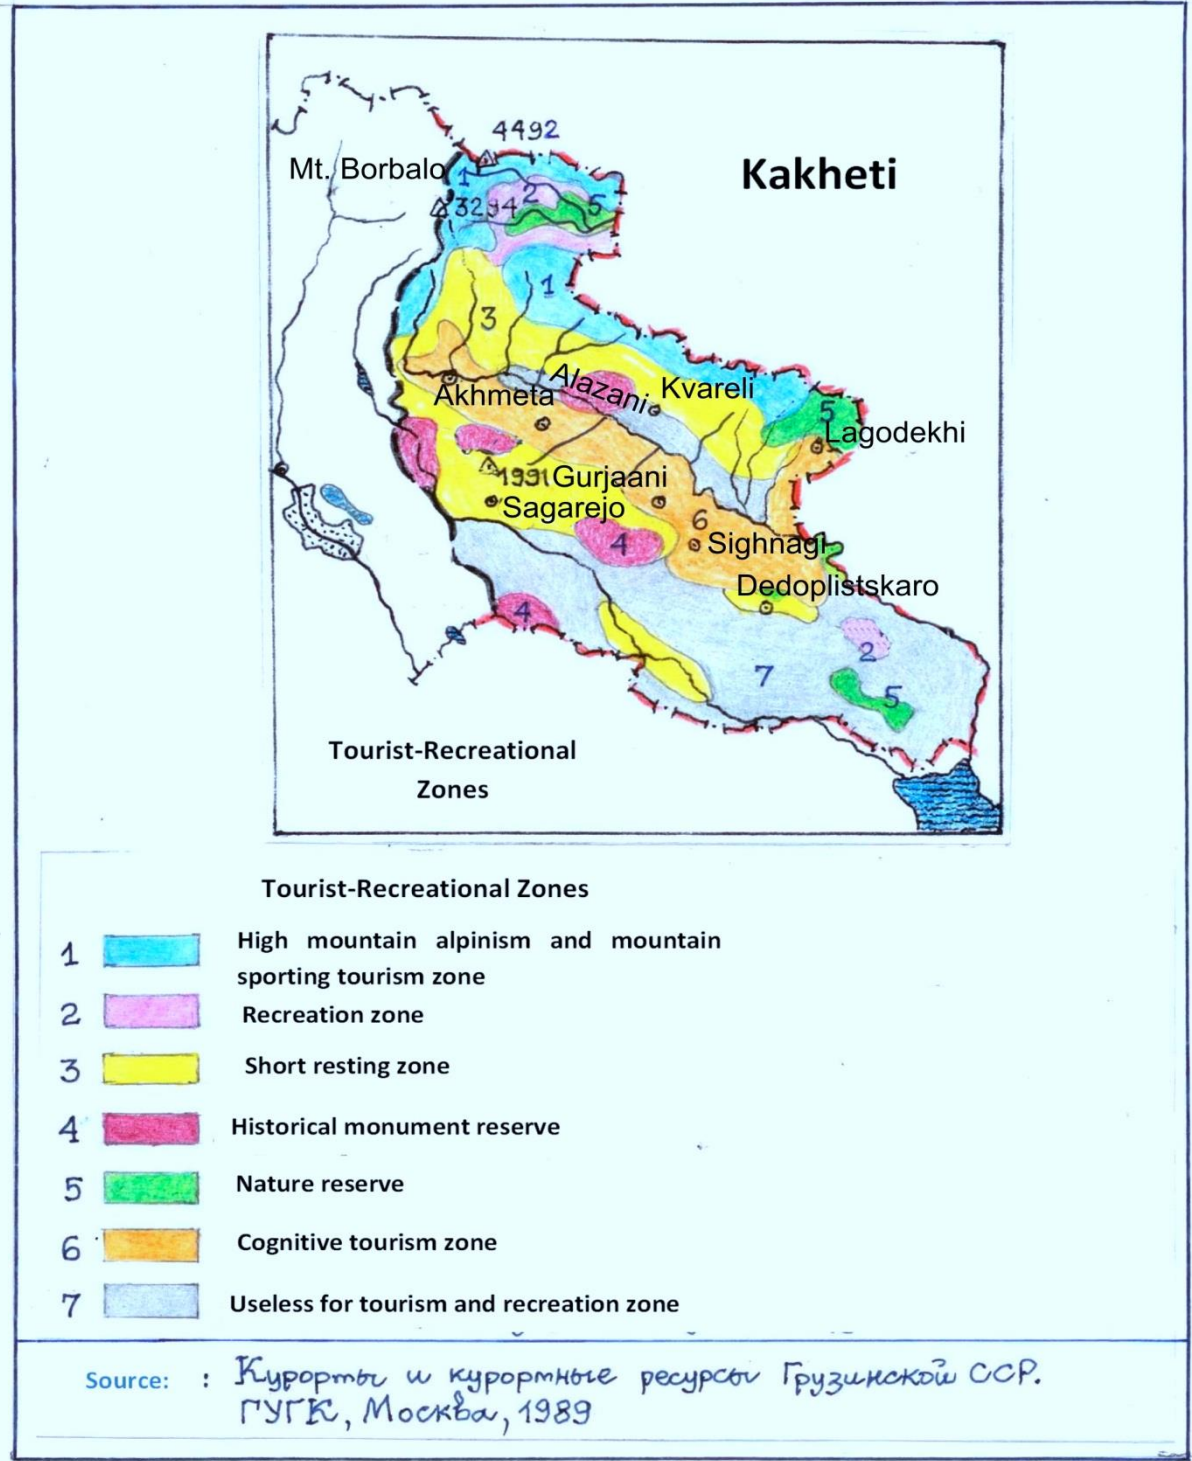 4492
Mt. Borbalo
Kakheti
1
2
5
3294
1
3
Alazani
Kvareli
Akhmeta
5
Lagodekhi
1991
Gurjaani
Sagarejo
6
4
Sighnagi
Dedoplistskaro
4
2
7
5
Tourist-Recreational
Zones
Tourist-Recreational Zones
1 High mountain alpinism and mountain
sporting tourism zone
2 Recreation zone
3 Short resting zone
4 Historical monument reserve
5 Nature reserve
6 Cognitive tourism zone
7 Useless for tourism and recreation zone
Source: : Курорты и курортные ресурсы Грузинской ССР.
ГУГК, Москва, 1989